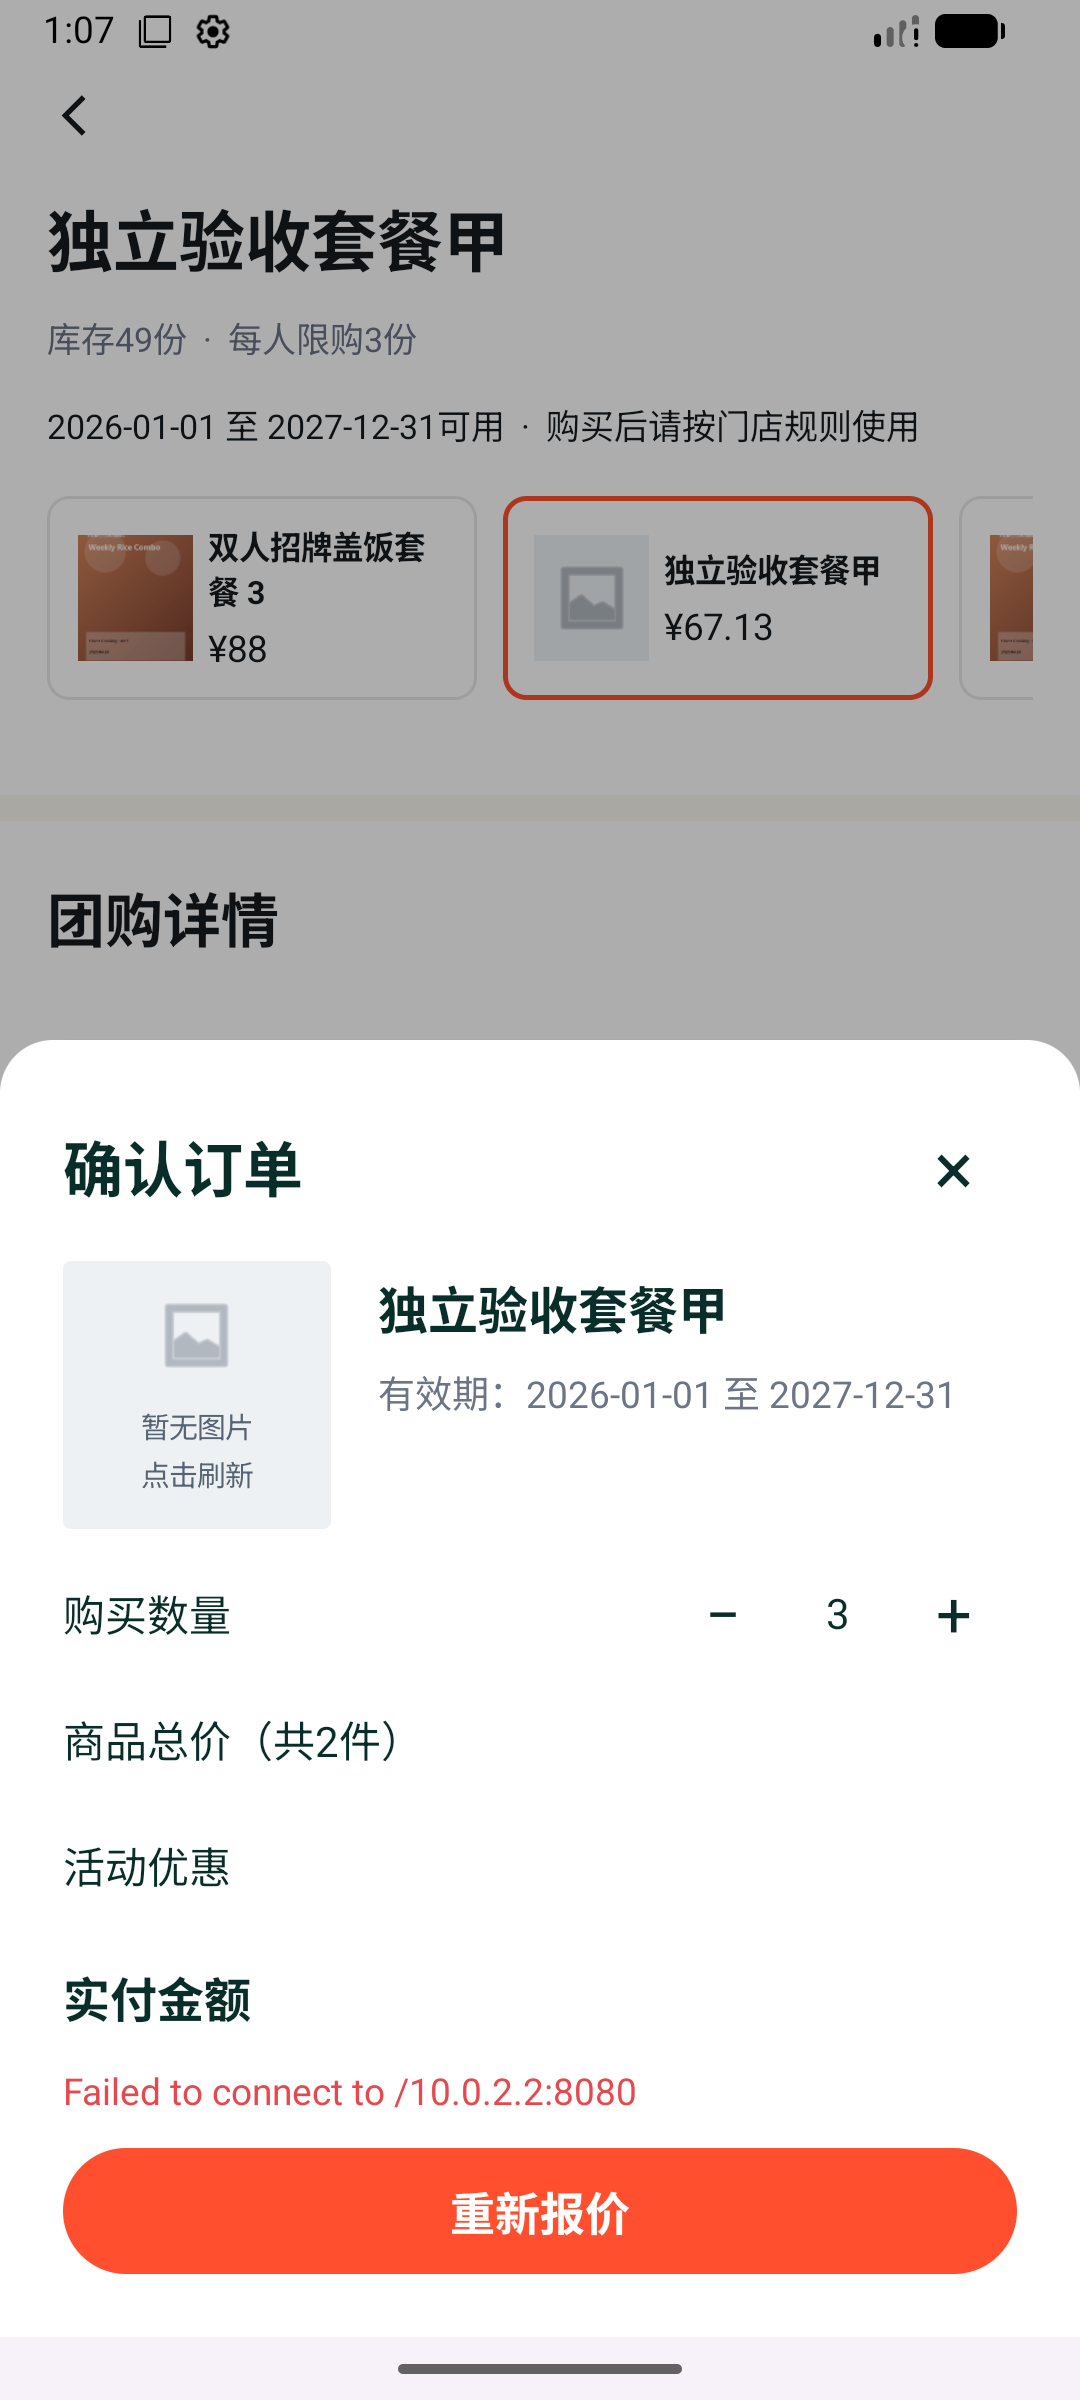 1:07
独立验收套餐甲
库存49份 · 每人限购3份
2026-01-01 至 2027-12-31可用 · 购买后请按门店规则使用
Weekly Rice Combo
双人招牌盖饭套
餐 3
¥88
独立验收套餐甲
¥67.13
Weekly R
团购详情
确认订单
暂无图片
点击刷新
独立验收套餐甲
有效期：2026-01-01 至 2027-12-31
购买数量
− 3 +
商品总价（共2件）
活动优惠
实付金额
Failed to connect to /10.0.2.2:8080
重新报价